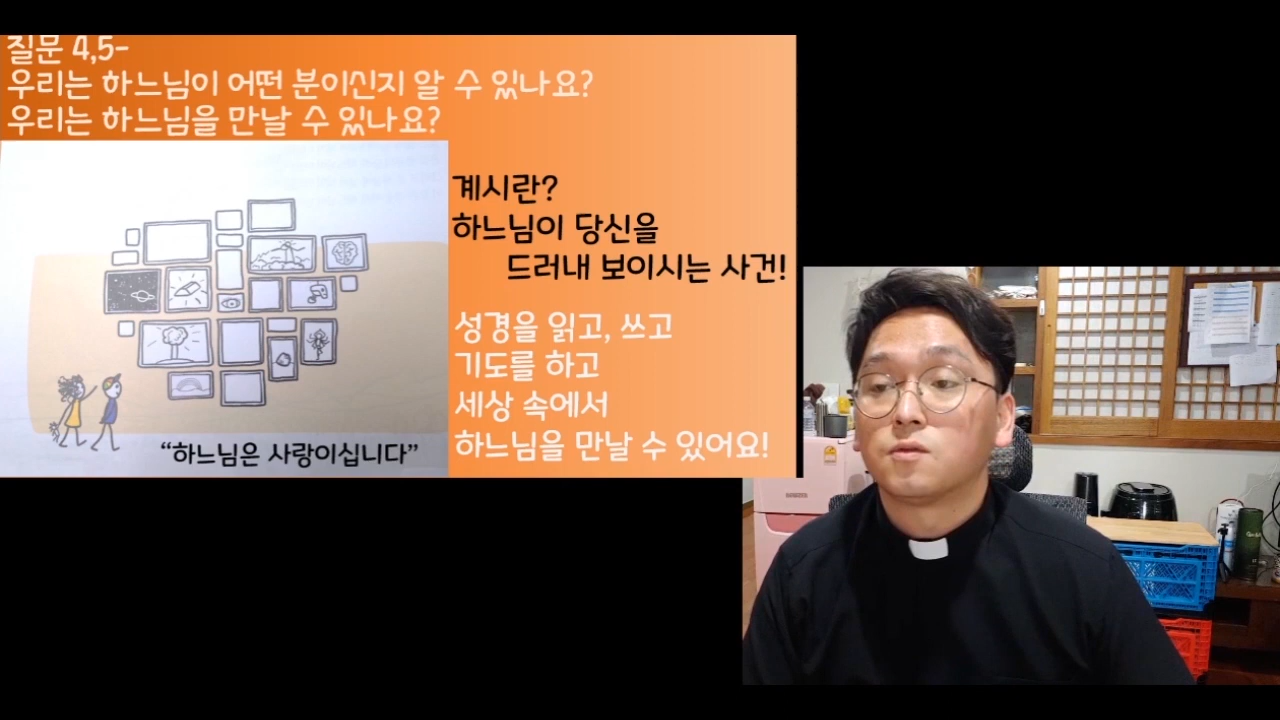 질문 4,5-
우리는 하느님이 어떤 분이신지 알 수 있나요?
우리는 하느님을 만날 수 있나요?
계시란?
하느님이 당신을
드러내 보이시는 사건!
성경을 읽고, 쓰고
기도를 하고
세상 속에서
하느님을 만날 수 있어요!
“하느님은 사랑이십니다”